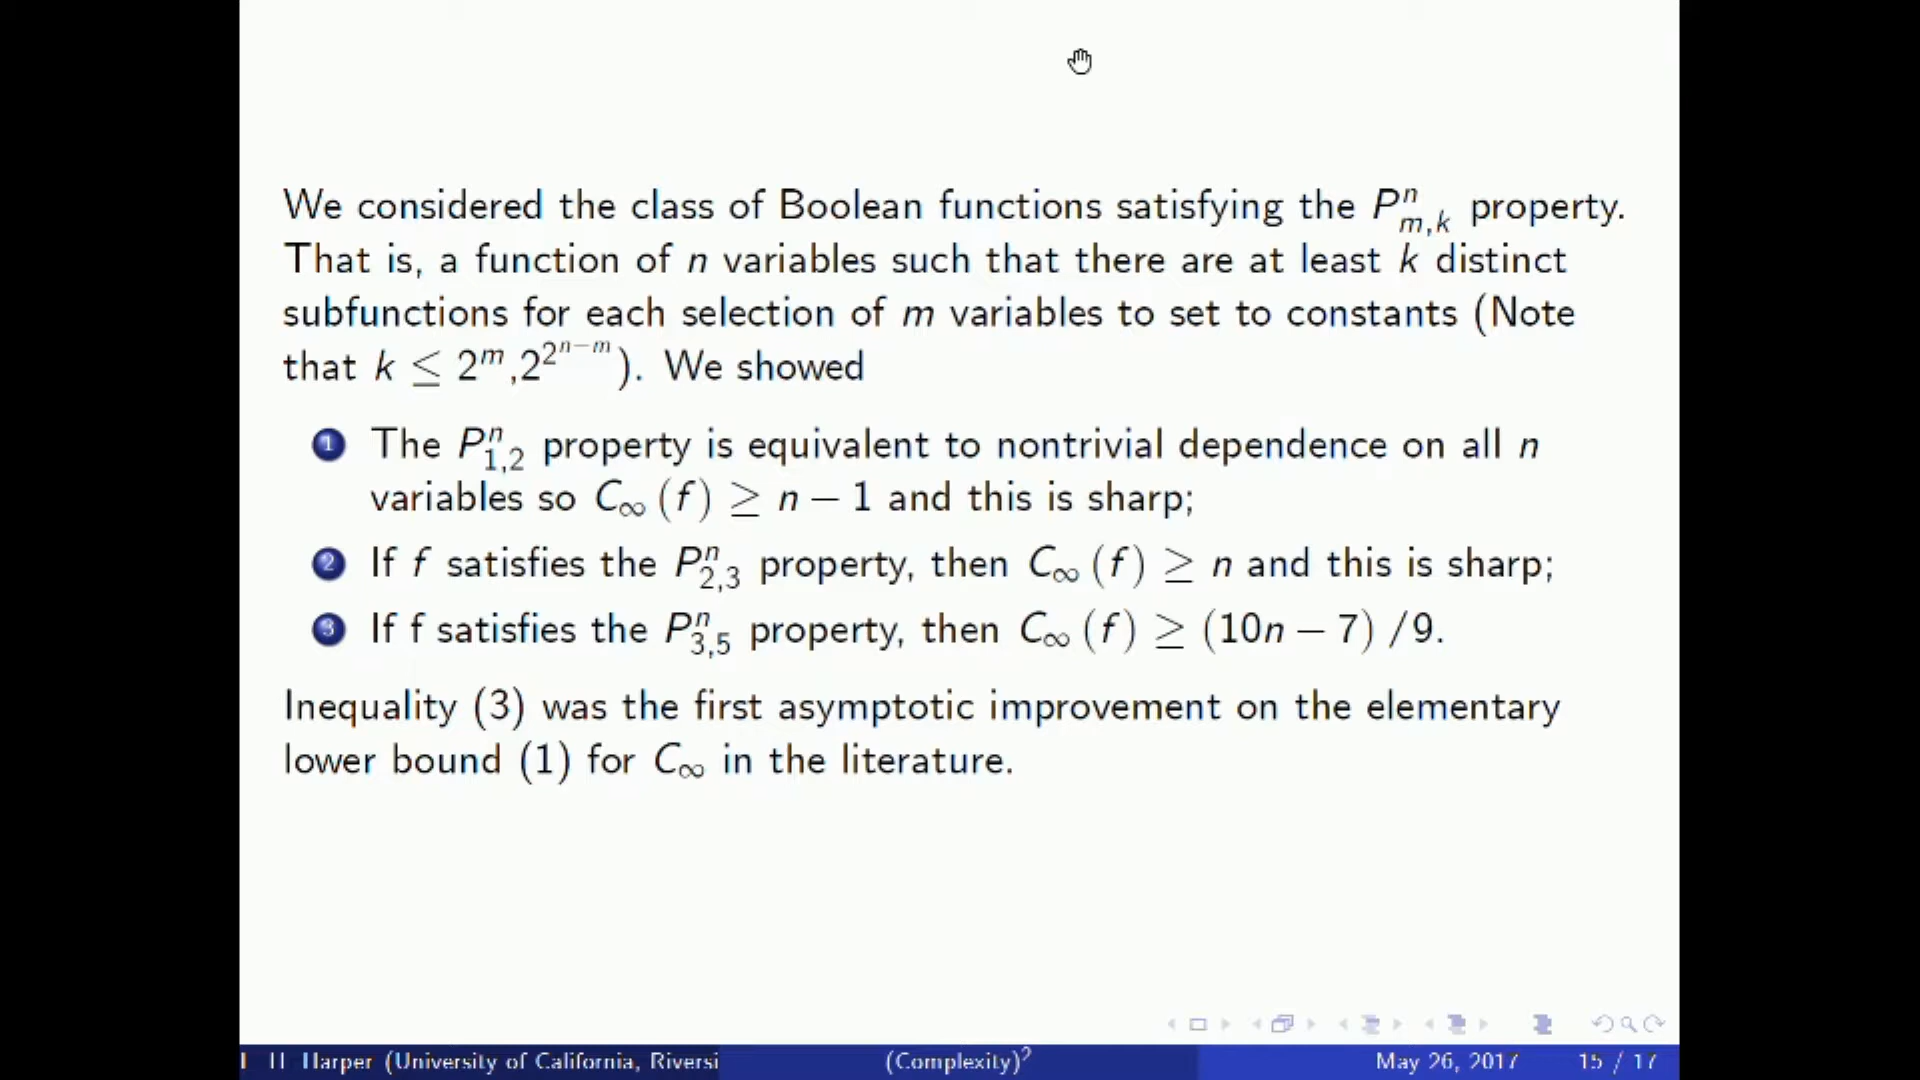 We considered the class of Boolean functions satisfying the P^n_{m,k} property.
That is, a function of n variables such that there are at least k distinct
subfunctions for each selection of m variables to set to constants (Note
that k ≤ 2^m,2^{2^{n−m}}). We showed
1 The P^n_{1,2} property is equivalent to nontrivial dependence on all n
variables so C_∞ (f) ≥ n − 1 and this is sharp;
2 If f satisfies the P^n_{2,3} property, then C_∞ (f) ≥ n and this is sharp;
3 If f satisfies the P^n_{3,5} property, then C_∞ (f) ≥ (10n − 7) /9.
Inequality (3) was the first asymptotic improvement on the elementary
lower bound (1) for C_∞ in the literature.
Harper (University of California, Riversi (Complexity)^2 May 26, 2017 15 / 17